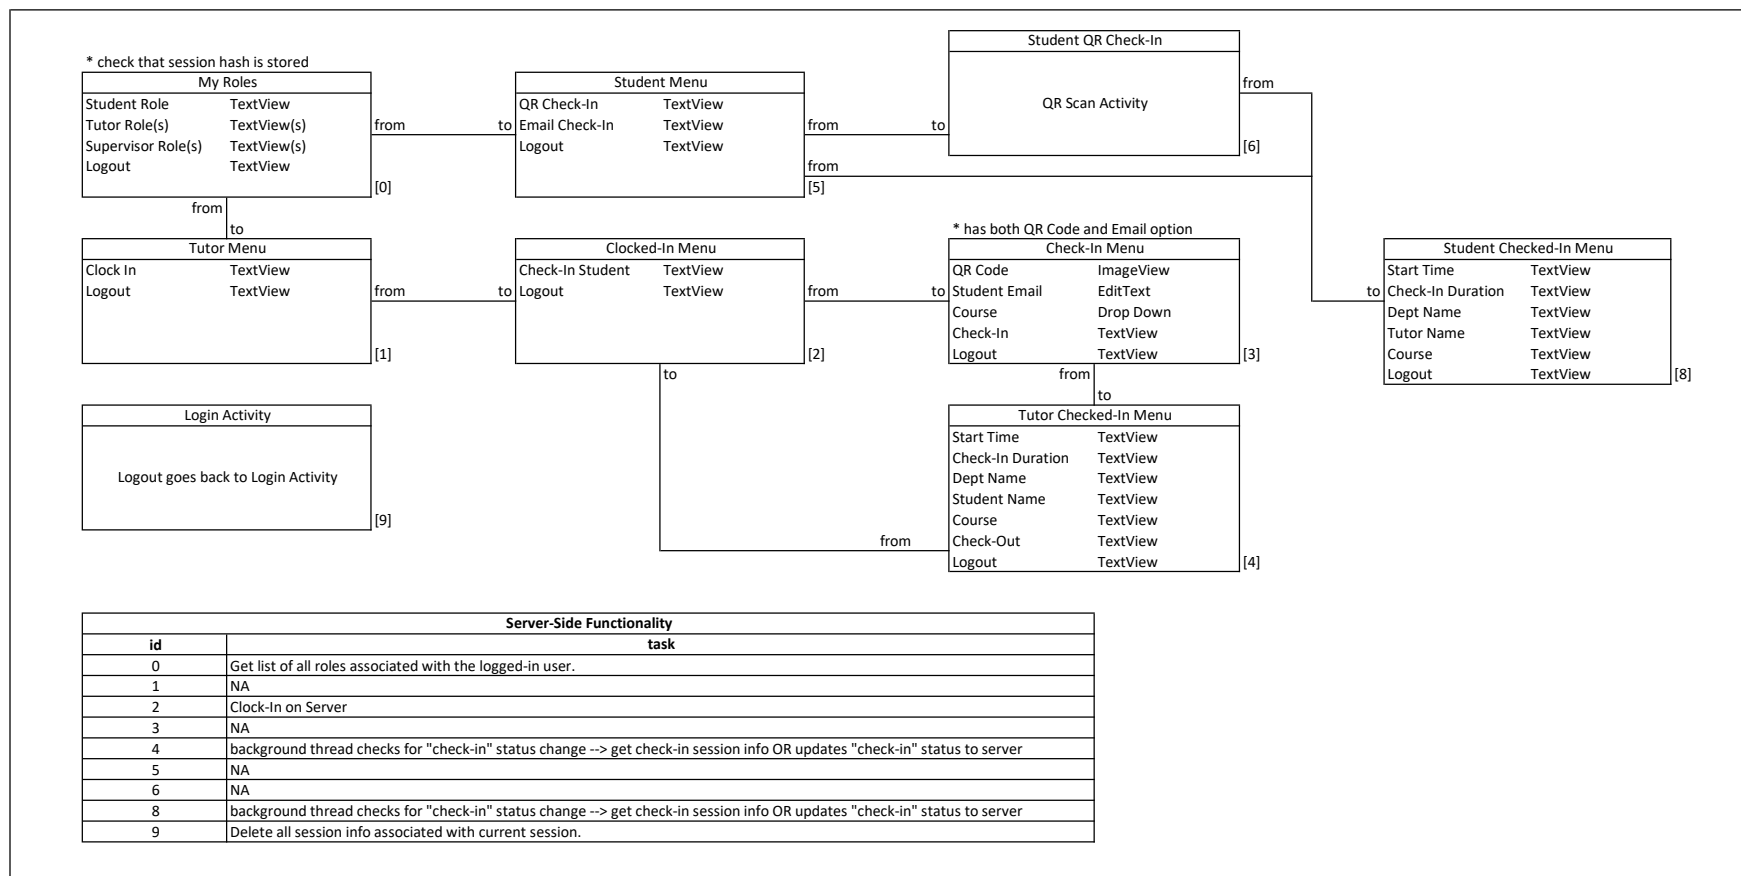 * check that session hash is stored
My Roles
Student Role TextView
Tutor Role(s) TextView(s)
Supervisor Role(s) TextView(s)
Logout TextView
[0]
from
to
Student Menu
QR Check-In TextView
Email Check-In TextView
Logout TextView
[5]
from
to
from
Student QR Check-In
QR Scan Activity
[6]
from
from
to
Tutor Menu
Clock In TextView
Logout TextView
[1]
from
to
Clocked-In Menu
Check-In Student TextView
Logout TextView
[2]
from
to
* has both QR Code and Email option
Check-In Menu
QR Code ImageView
Student Email EditText
Course Drop Down
Check-In TextView
Logout TextView
[3]
to
Student Checked-In Menu
Start Time TextView
Check-In Duration TextView
Dept Name TextView
Tutor Name TextView
Course TextView
Logout TextView
[8]
to
from
to
Login Activity
Logout goes back to Login Activity
[9]
Tutor Checked-In Menu
Start Time TextView
Check-In Duration TextView
Dept Name TextView
Student Name TextView
Course TextView
Check-Out TextView
Logout TextView
[4]
from
Server-Side Functionality
id task
0 Get list of all roles associated with the logged-in user.
1 NA
2 Clock-In on Server
3 NA
4 background thread checks for "check-in" status change --> get check-in session info OR updates "check-in" status to server
5 NA
6 NA
8 background thread checks for "check-in" status change --> get check-in session info OR updates "check-in" status to server
9 Delete all session info associated with current session.